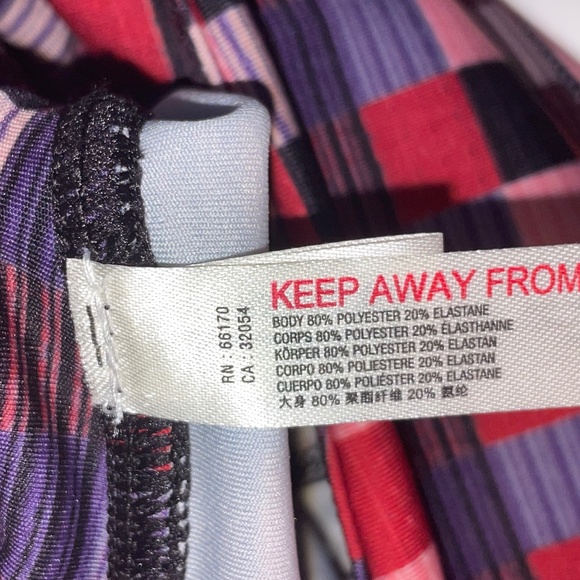 KEEP AWAY FROM
BODY 80% POLYESTER 20% ELASTANE
CORPS 80% POLYESTER 20% ÉLASTHANNE
KÖRPER 80% POLYESTER 20% ELASTAN
CORPO 80% POLIESTERE 20% ELASTAN
CUERPO 80% POLIÉSTER 20% ELASTANE
大身 80% 聚酯纤维 20% 氨纶
RN : 66170
CA : 32054